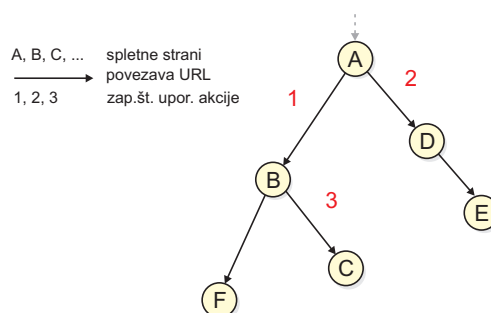 A, B, C, ... spletne strani
povezava URL
1, 2, 3 zap.št. upor. akcije
A
1
2
D
B
3
E
C
F